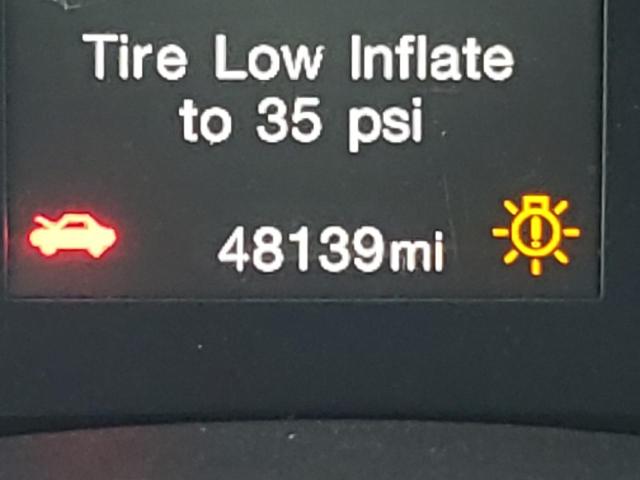 Tire Low Inflate
to 35 psi
48139mi